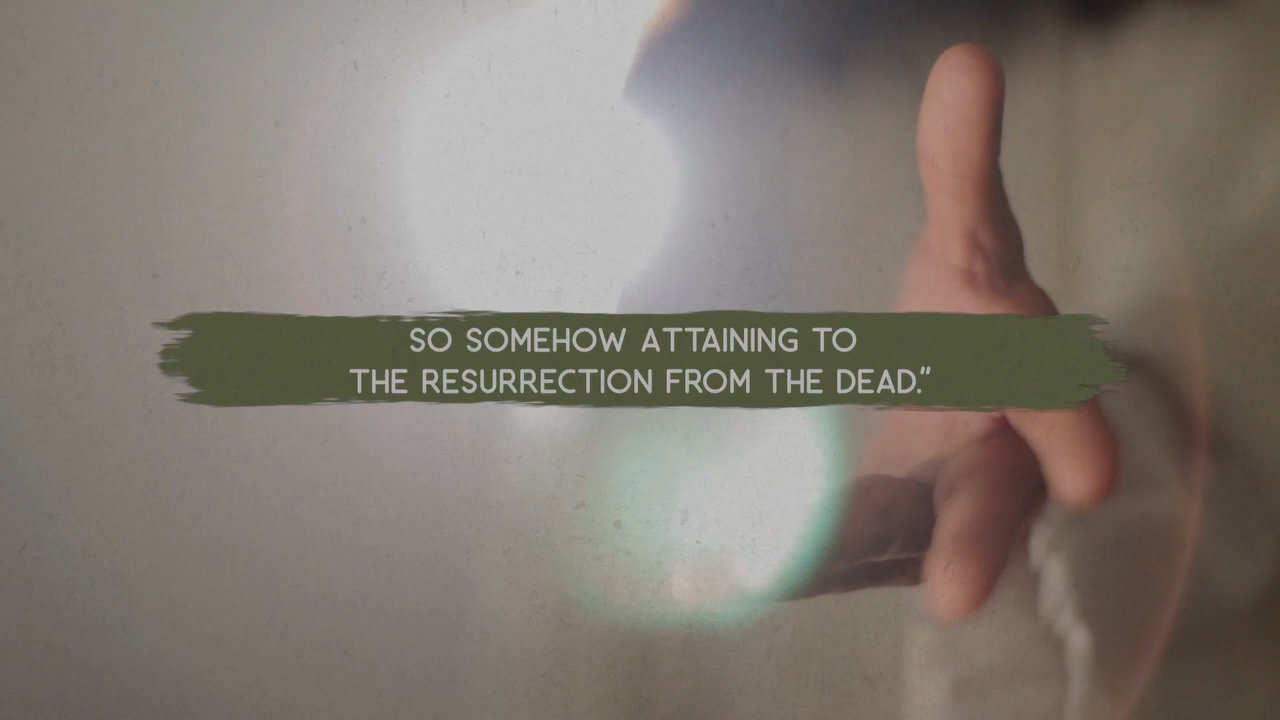 SO SOMEHOW ATTAINING TO
THE RESURRECTION FROM THE DEAD.”